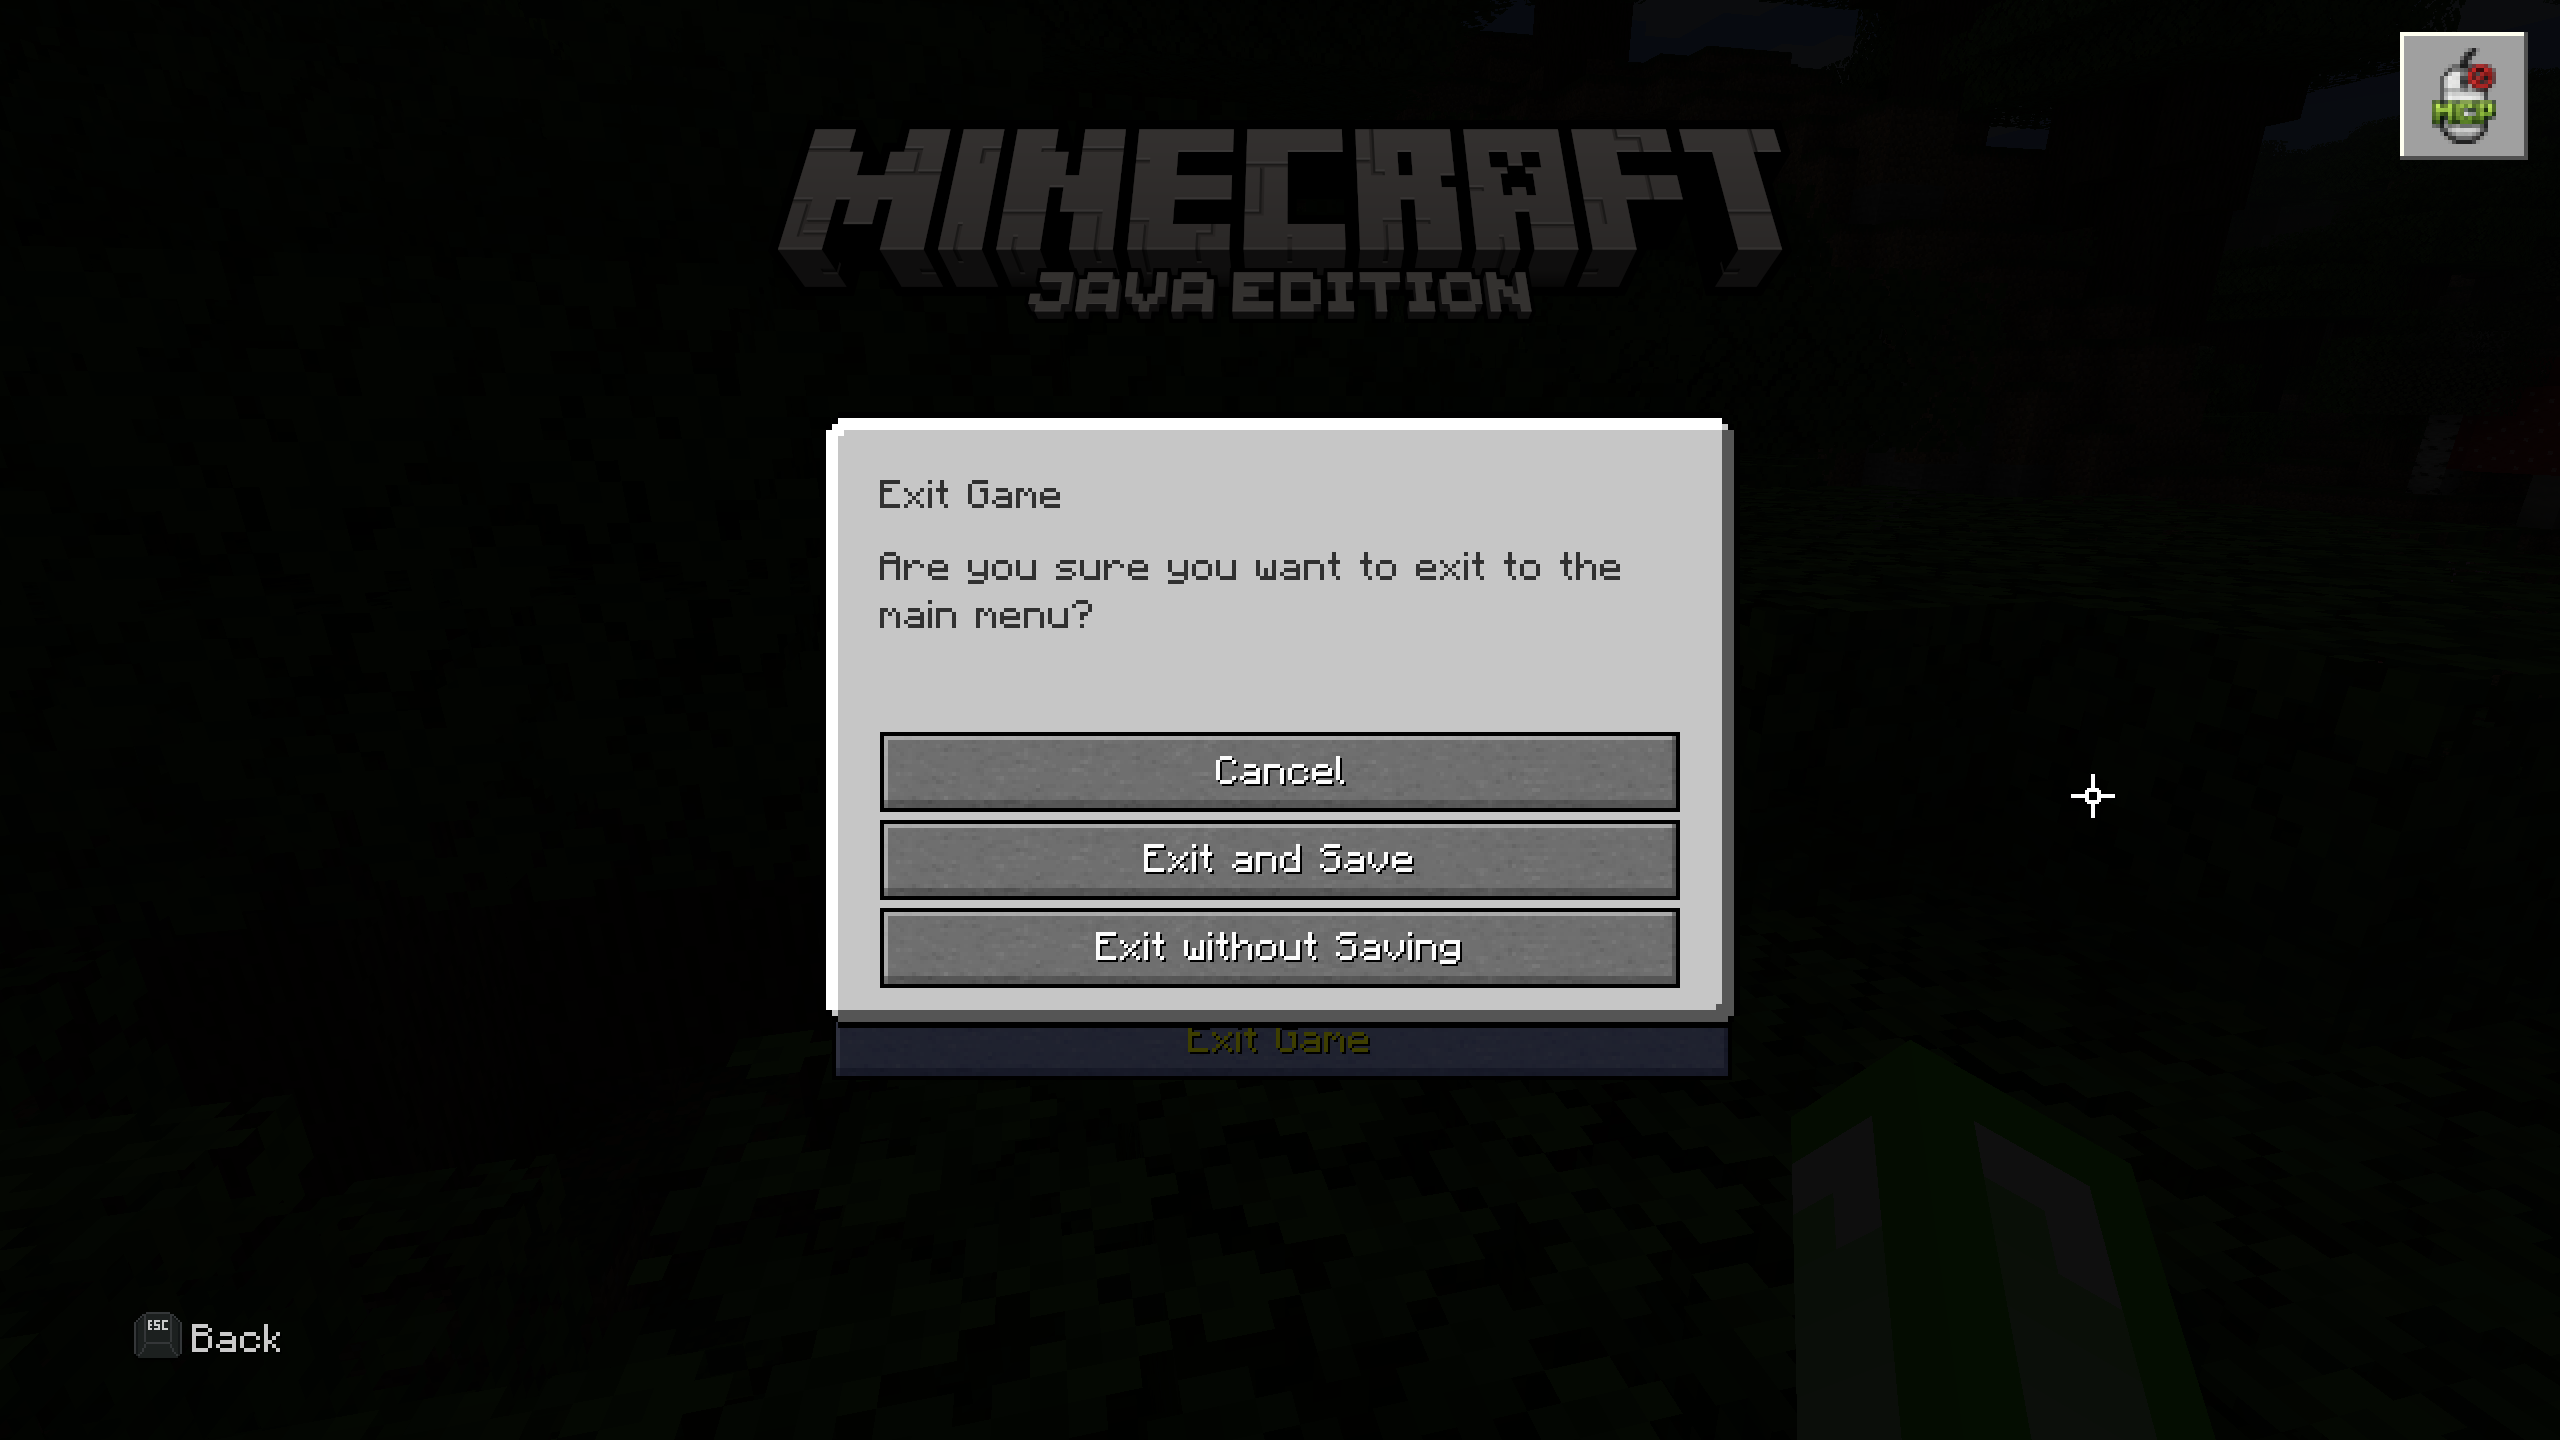 MCP
MINECRAFT
JAVA EDITION
Exit Game
Are you sure you want to exit to the
main menu?
Cancel
Exit and Save
Exit without Saving
Exit Game
ESC Back